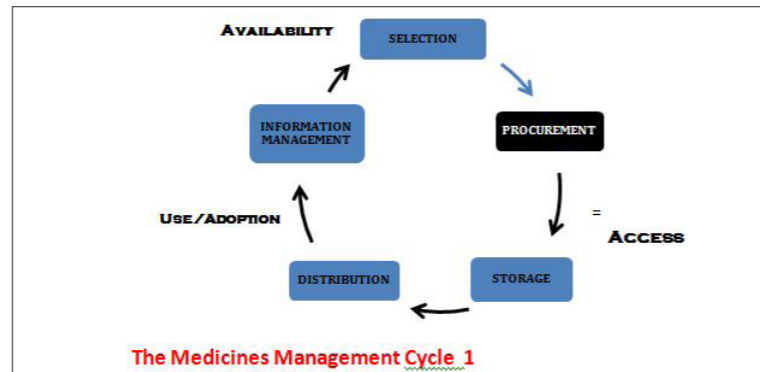 AVAILABILITY
SELECTION
INFORMATION
MANAGEMENT
PROCUREMENT
USE/ADOPTION
=
ACCESS
DISTRIBUTION
STORAGE
The Medicines Management Cycle 1